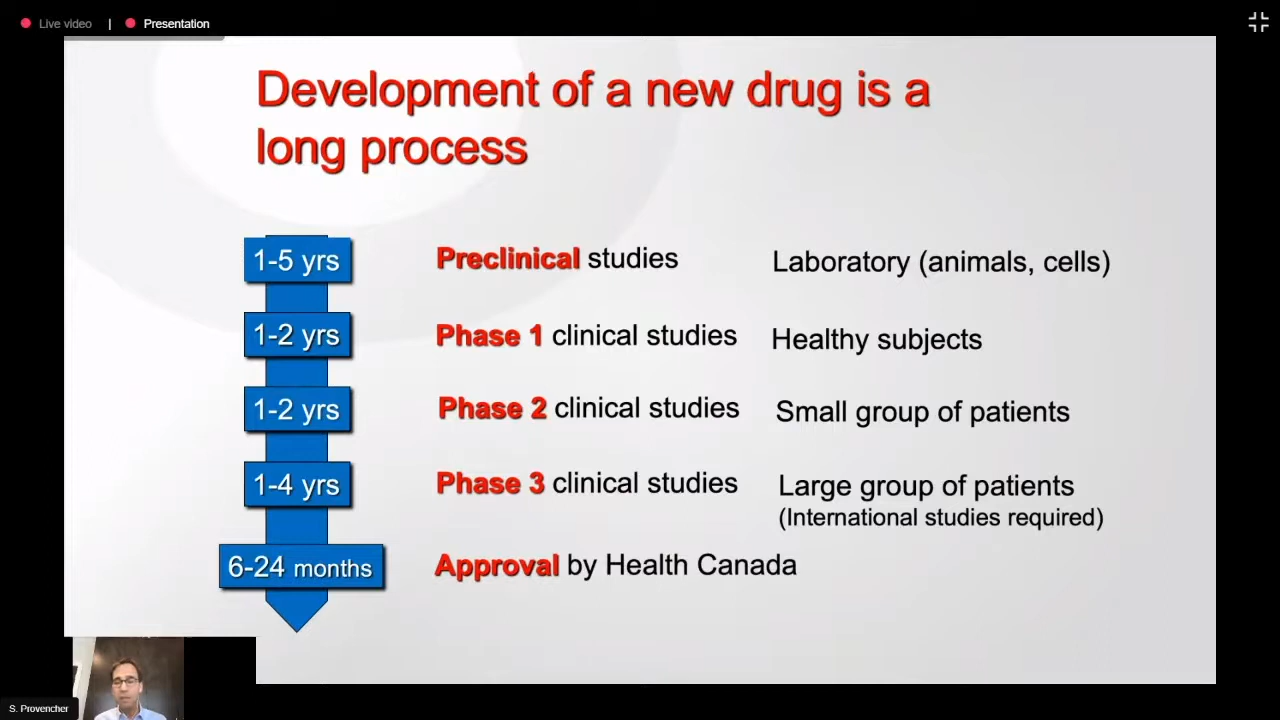 Live video | Presentation
Development of a new drug is a
long process
1-5 yrs Preclinical studies Laboratory (animals, cells)
1-2 yrs Phase 1 clinical studies Healthy subjects
1-2 yrs Phase 2 clinical studies Small group of patients
1-4 yrs Phase 3 clinical studies Large group of patients
(International studies required)
6-24 months Approval by Health Canada
S. Provencher